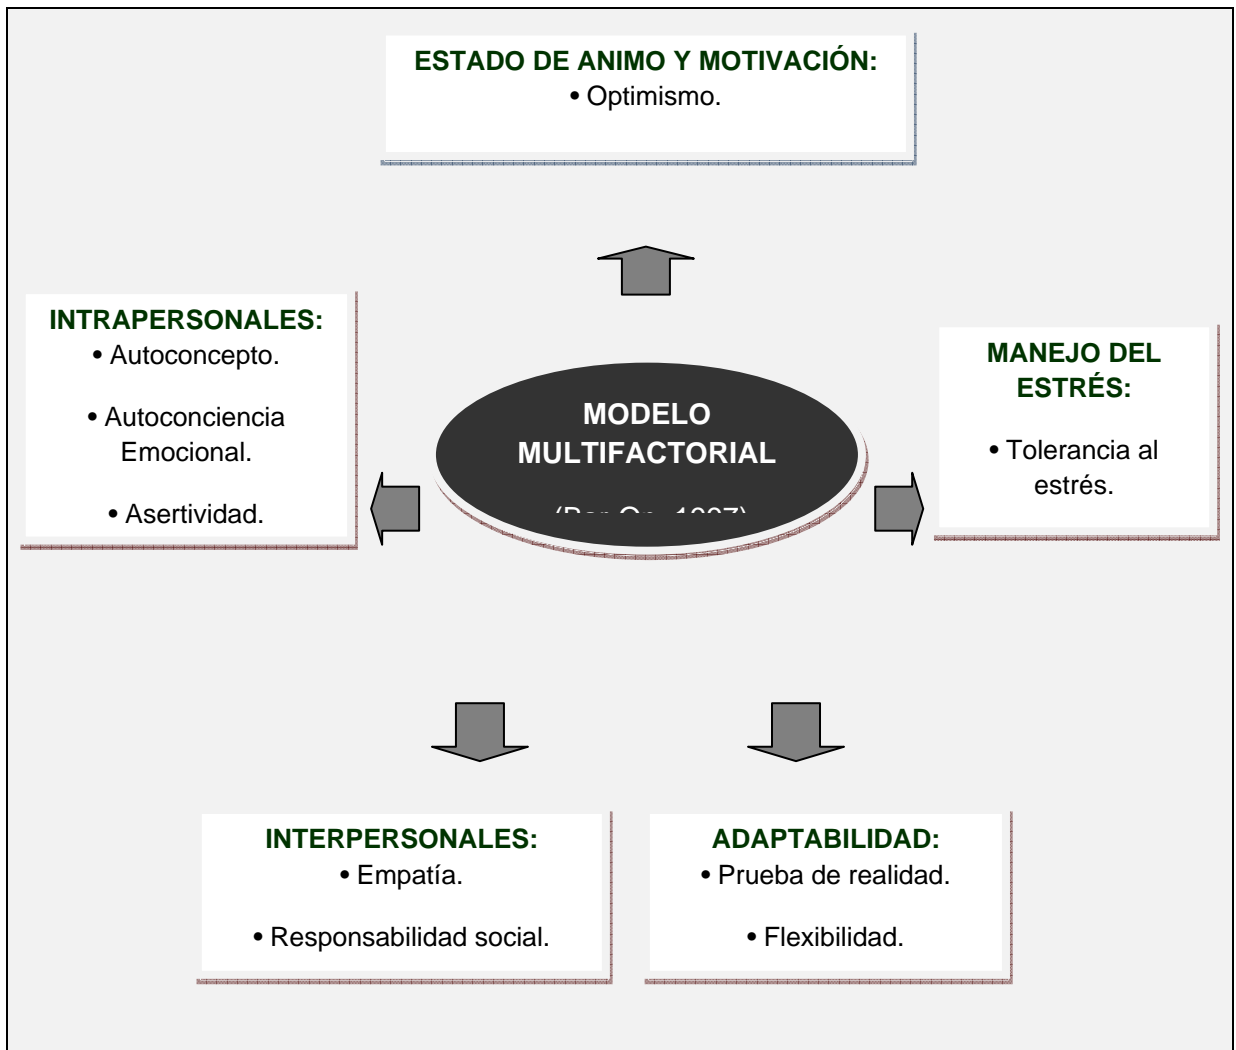 ESTADO DE ANIMO Y MOTIVACIÓN:
• Optimismo.
INTRAPERSONALES:
• Autoconcepto.
• Autoconciencia
Emocional.
• Asertividad.
MODELO
MULTIFACTORIAL
MANEJO DEL
ESTRÉS:
• Tolerancia al
estrés.
INTERPERSONALES:
• Empatía.
• Responsabilidad social.
ADAPTABILIDAD:
• Prueba de realidad.
• Flexibilidad.